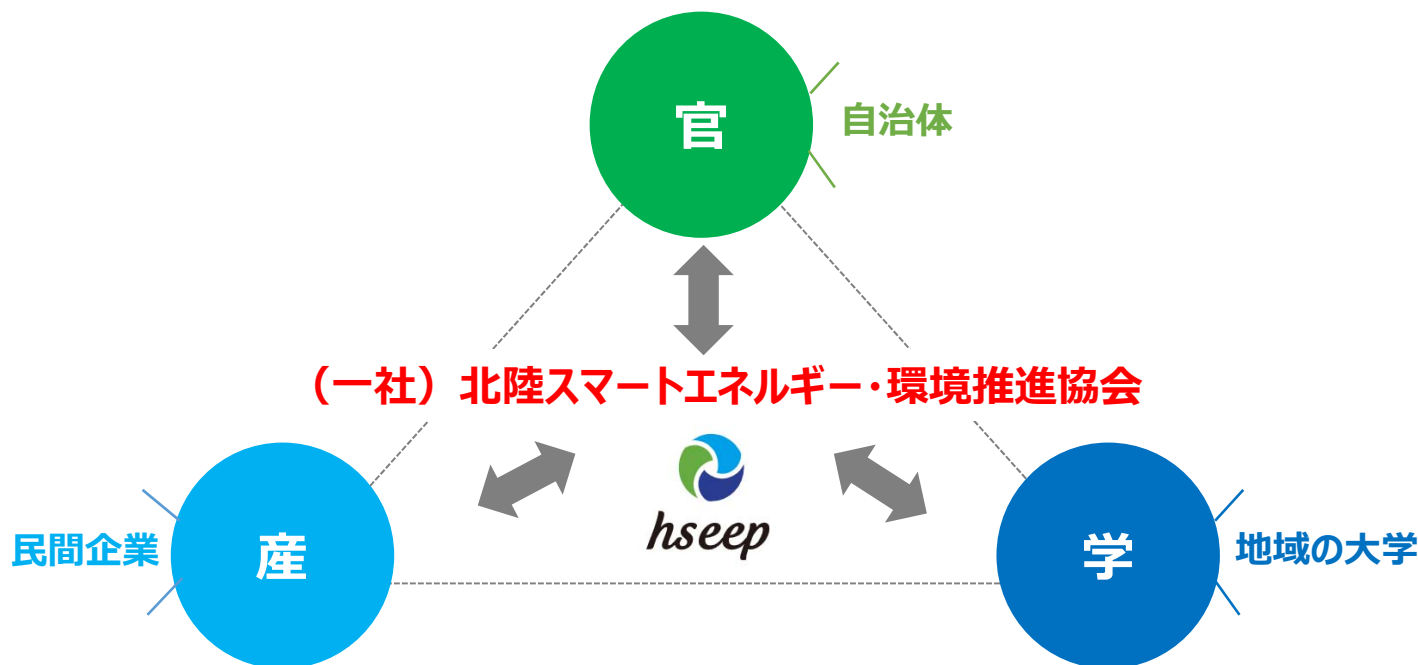 官
自治体
（一社）北陸スマートエネルギー・環境推進協会
hseep
民間企業
産
学
地域の大学